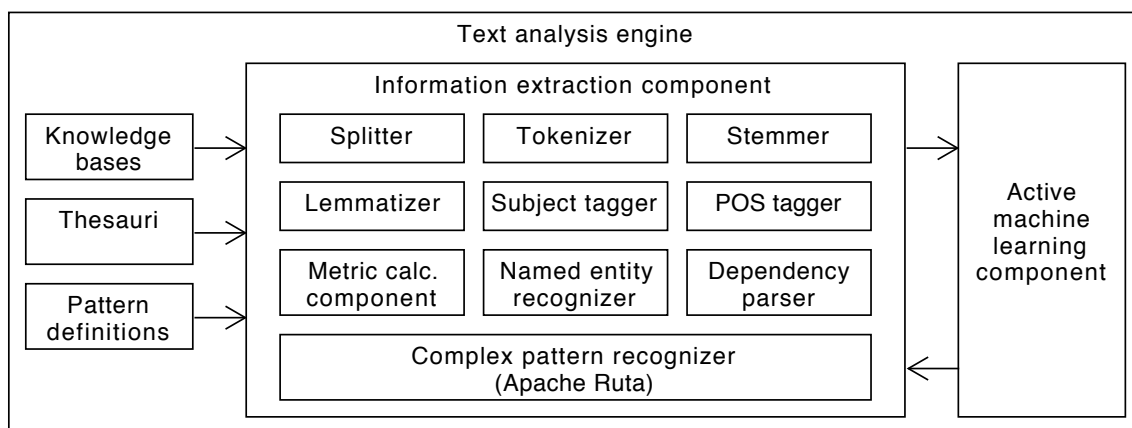 Text analysis engine
Information extraction component
Knowledge
bases
Thesauri
Pattern
definitions
Splitter
Tokenizer
Stemmer
Lemmatizer
Subject tagger
POS tagger
Metric calc.
component
Named entity
recognizer
Dependency
parser
Complex pattern recognizer
(Apache Ruta)
Active
machine
learning
component